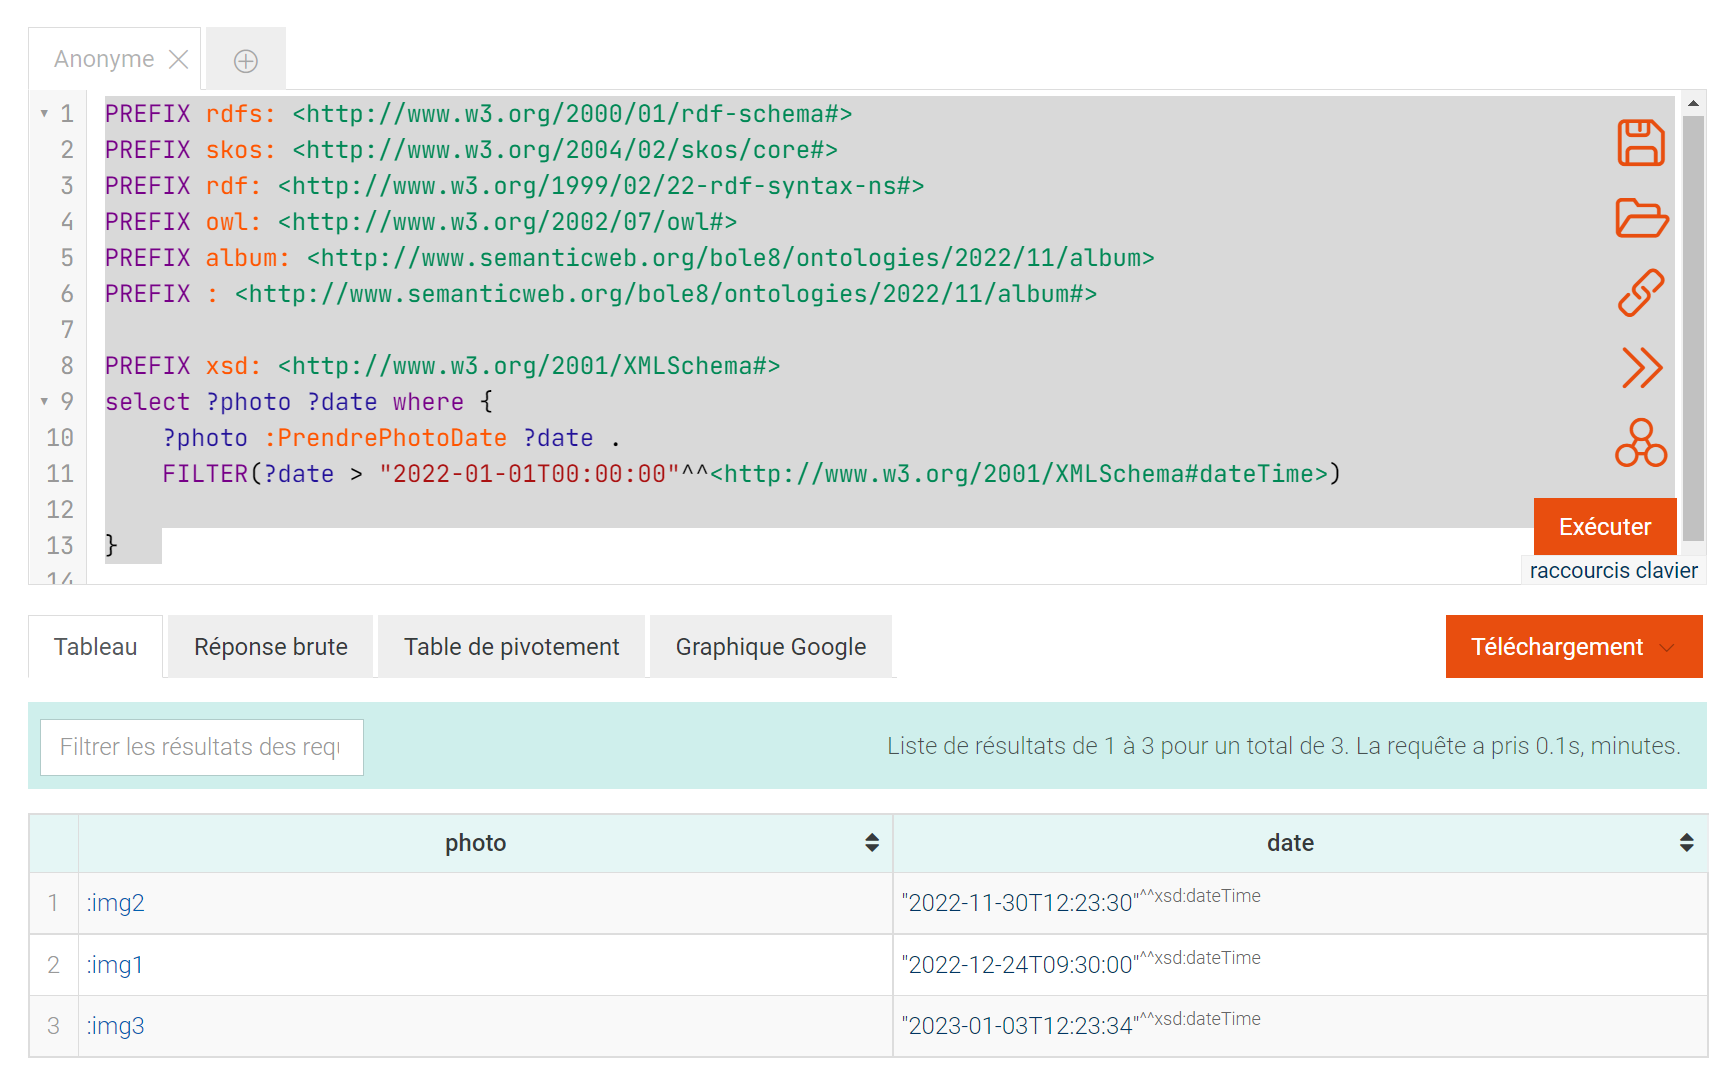 Anonyme
1 PREFIX rdfs: <http://www.w3.org/2000/01/rdf-schema#>
2 PREFIX skos: <http://www.w3.org/2004/02/skos/core#>
3 PREFIX rdf: <http://www.w3.org/1999/02/22-rdf-syntax-ns#>
4 PREFIX owl: <http://www.w3.org/2002/07/owl#>
5 PREFIX album: <http://www.semanticweb.org/bole8/ontologies/2022/11/album>
6 PREFIX : <http://www.semanticweb.org/bole8/ontologies/2022/11/album#>
7
8 PREFIX xsd: <http://www.w3.org/2001/XMLSchema#>
9 select ?photo ?date where {
10 ?photo :PrendrePhotoDate ?date .
11 FILTER(?date > "2022-01-01T00:00:00"^^<http://www.w3.org/2001/XMLSchema#dateTime>)
12
13 }
14
Exécuter
raccourcis clavier
Tableau Réponse brute Table de pivotement Graphique Google Téléchargement
Filtrer les résultats des requ Liste de résultats de 1 à 3 pour un total de 3. La requête a pris 0.1s, minutes.
photo date
1 :img2 "2022-11-30T12:23:30"^^xsd:dateTime
2 :img1 "2022-12-24T09:30:00"^^xsd:dateTime
3 :img3 "2023-01-03T12:23:34"^^xsd:dateTime